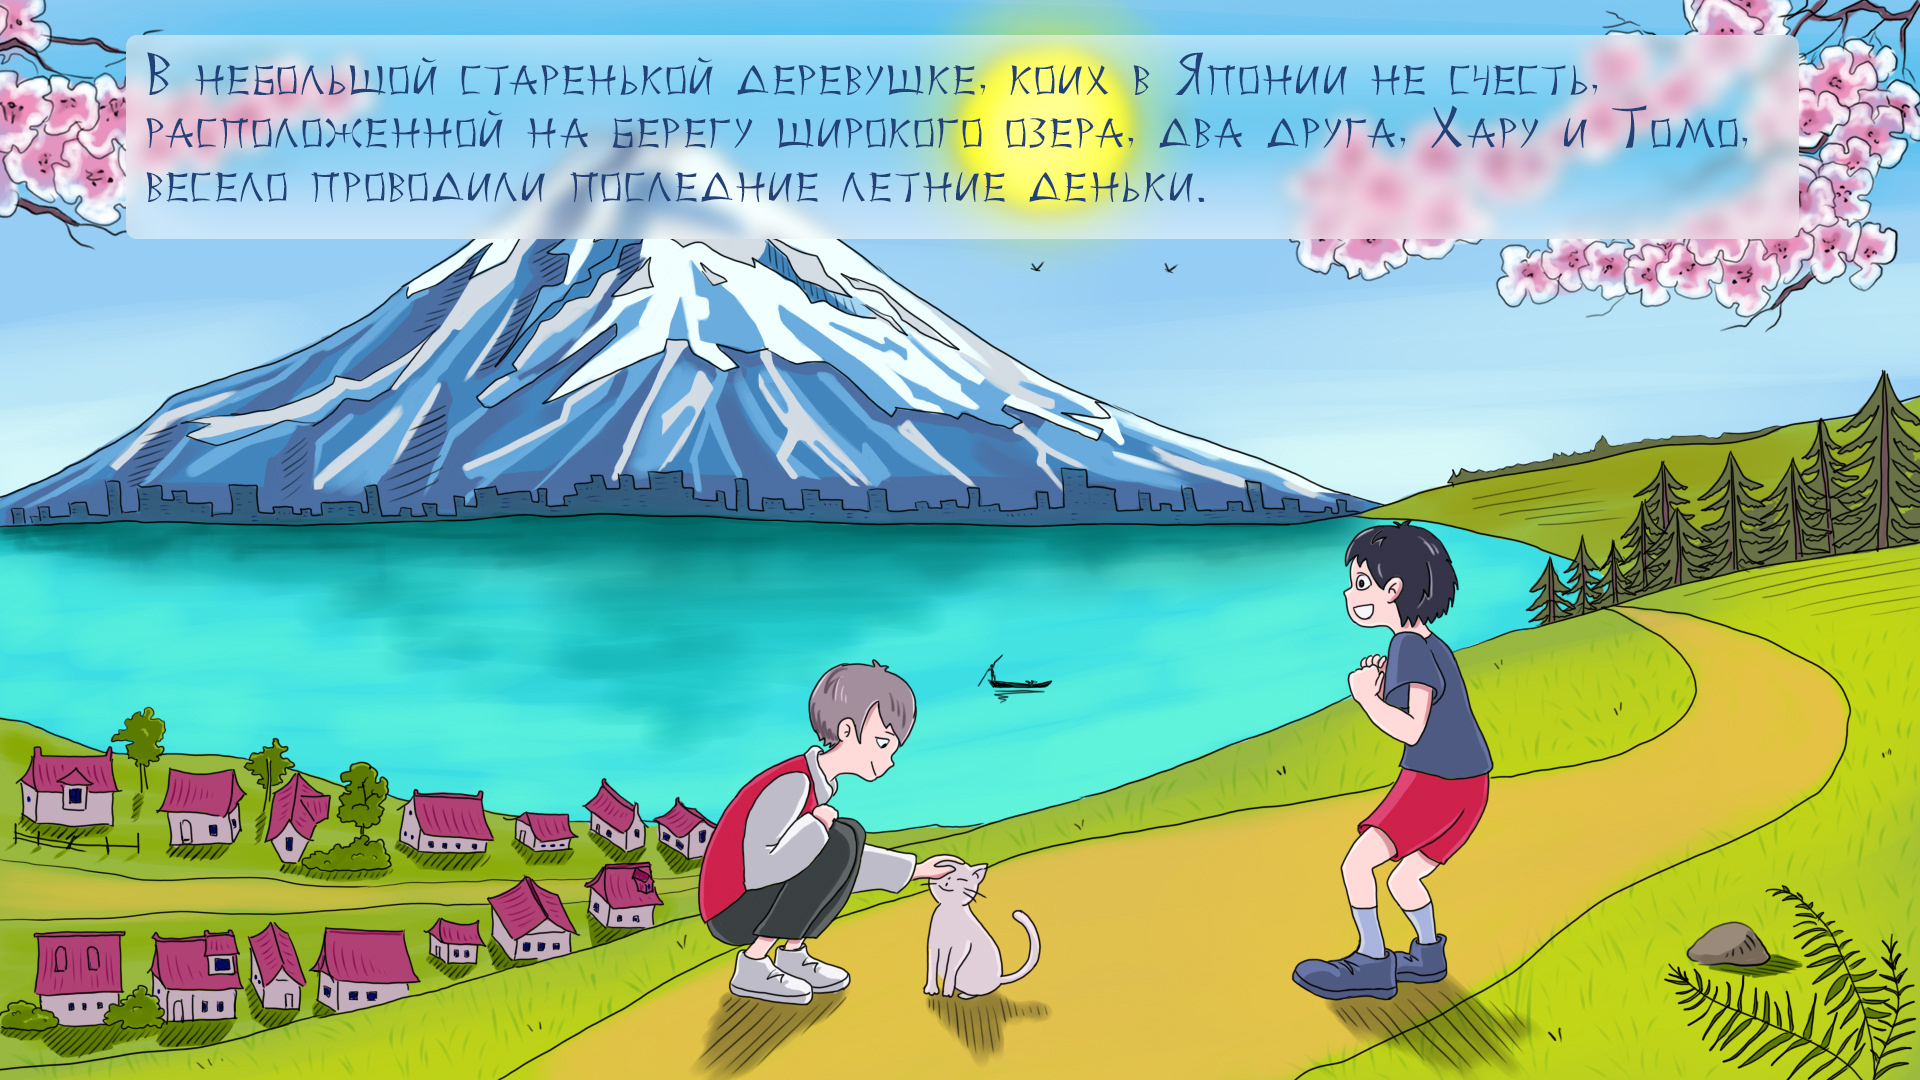 В небольшой старенькой деревушке, коих в Японии не счесть,
расположенной на берегу широкого озера, два друга, Хару и Томо,
весело проводили последние летние деньки.